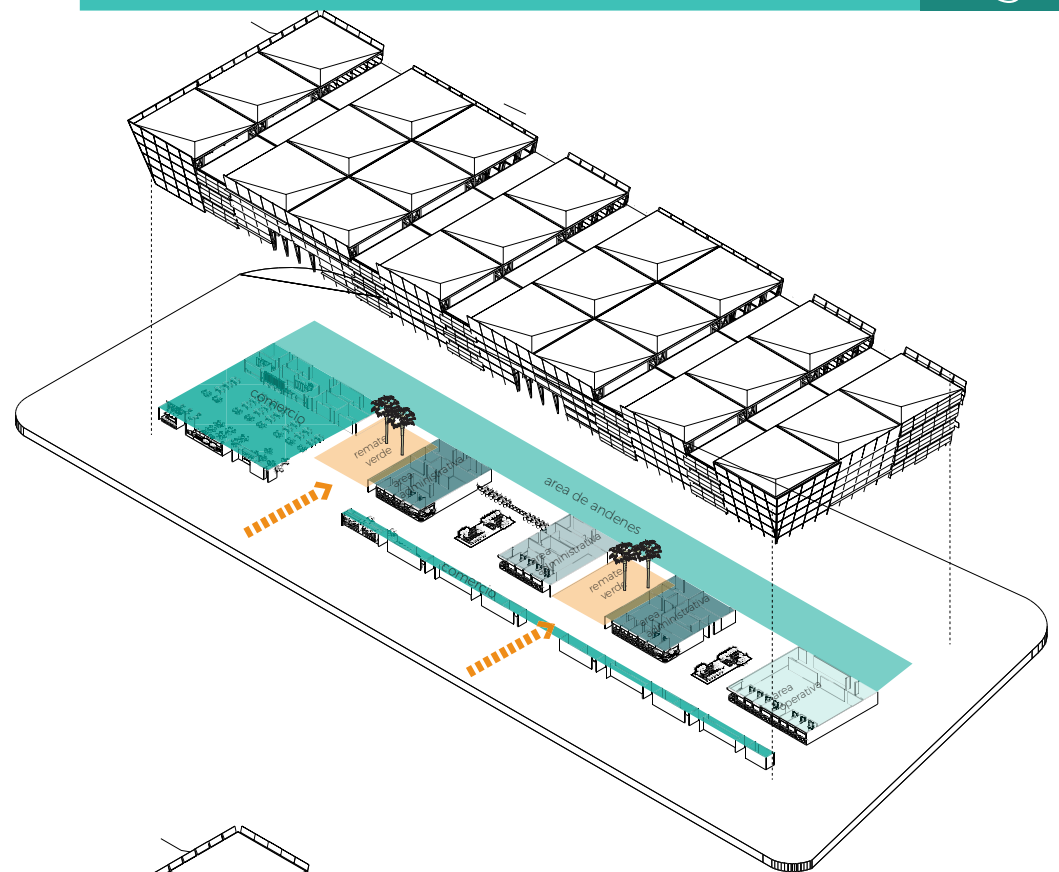 comercio
remate
verde
area
administrativa
area de andenes
area
administrativa
comercio
remate
verde
area
administrativa
area
operativa